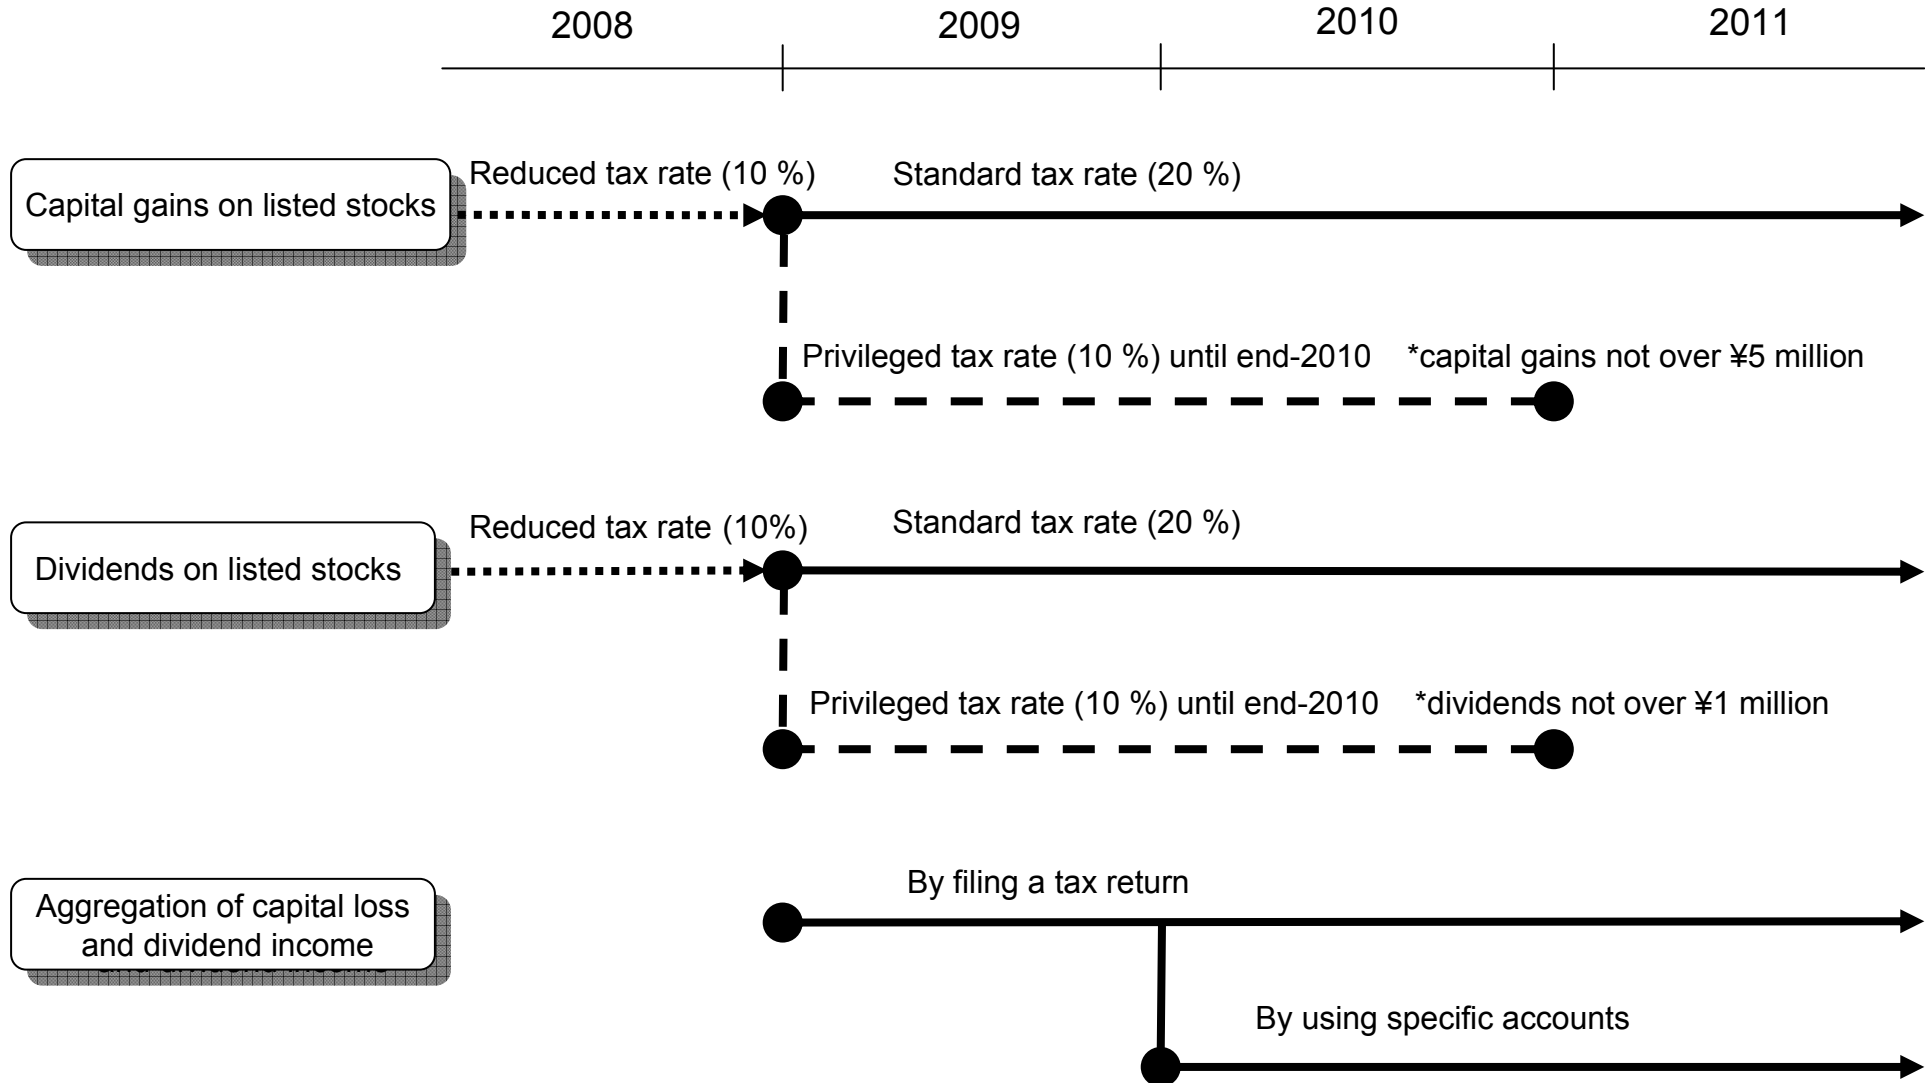 2008
2009
2010
2011
Capital gains on listed stocks
Reduced tax rate (10 %)
Standard tax rate (20 %)
Privileged tax rate (10 %) until end-2010 *capital gains not over ¥5 million
Dividends on listed stocks
Reduced tax rate (10%)
Standard tax rate (20 %)
Privileged tax rate (10 %) until end-2010 *dividends not over ¥1 million
Aggregation of capital loss
and dividend income
By filing a tax return
By using specific accounts